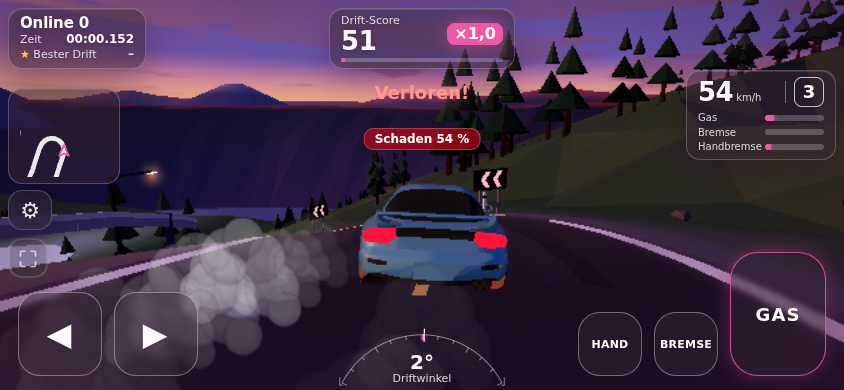 Online 0
Zeit 00:00.152
★ Bester Drift –
Drift-Score
51
×1,0
Verloren!
Schaden 54 %
54 km/h
3
Gas
Bremse
Handbremse
◀
▶
2°
Driftwinkel
HAND
BREMSE
GAS